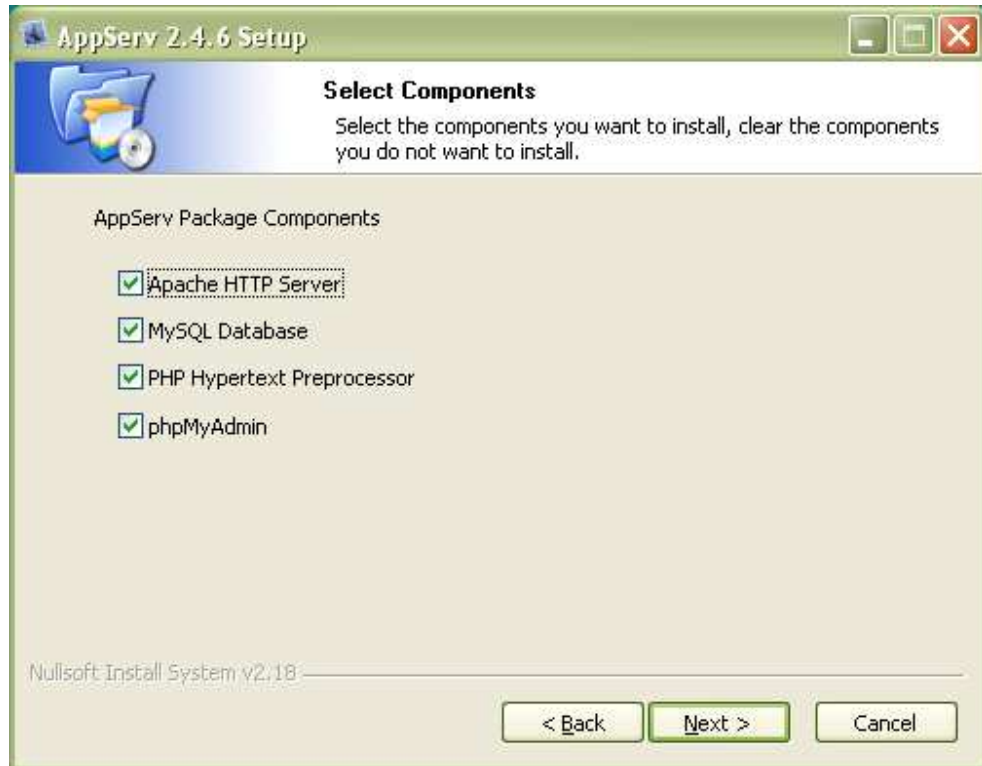 AppServ 2.4.6 Setup
Select Components
Select the components you want to install, clear the components
you do not want to install.
AppServ Package Components
Apache HTTP Server
MySQL Database
PHP Hypertext Preprocessor
phpMyAdmin
Nullsoft Install System v2.18
< Back
Next >
Cancel